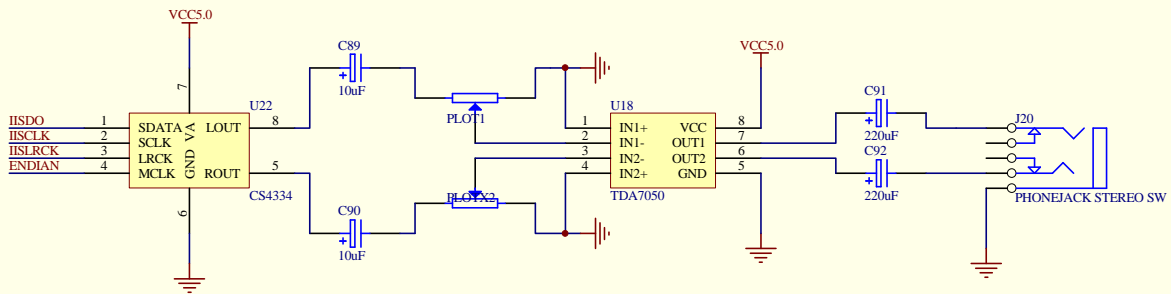 VCC5.0
C89
10uF
VCC5.0
U22
U18
C91
220uF
J20
7
IISDO 1 SDATA VA LOUT 8
IISCLK 2 SCLK
IISLRCK 3 LRCK
ENDIAN 4 MCLK GND ROUT 5
CS4334
6
PLOT1
PLOTX2
1 IN1+ VCC 8
2 IN1- OUT1 7
3 IN2- OUT2 6
4 IN2+ GND 5
TDA7050
C92
220uF
PHONEJACK STEREO SW
C90
10uF
+
+
+
+